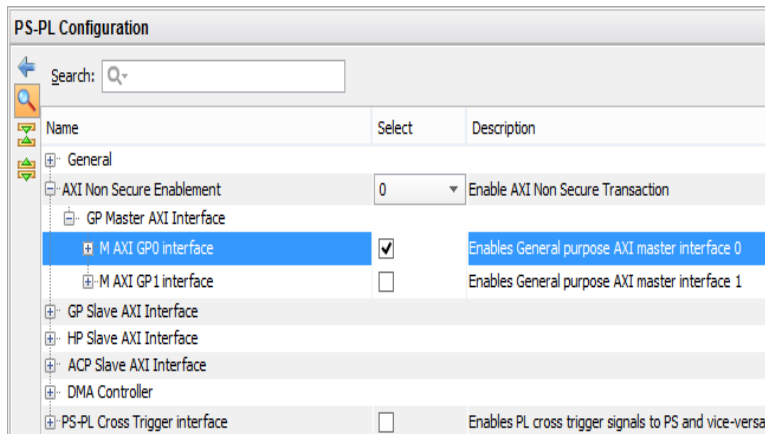 PS-PL Configuration
Search:
Name Select Description
General
AXI Non Secure Enablement 0 Enable AXI Non Secure Transaction
GP Master AXI Interface
M AXI GP0 interface Enables General purpose AXI master interface 0
M AXI GP1 interface Enables General purpose AXI master interface 1
GP Slave AXI Interface
HP Slave AXI Interface
ACP Slave AXI Interface
DMA Controller
PS-PL Cross Trigger interface Enables PL cross trigger signals to PS and vice-versa